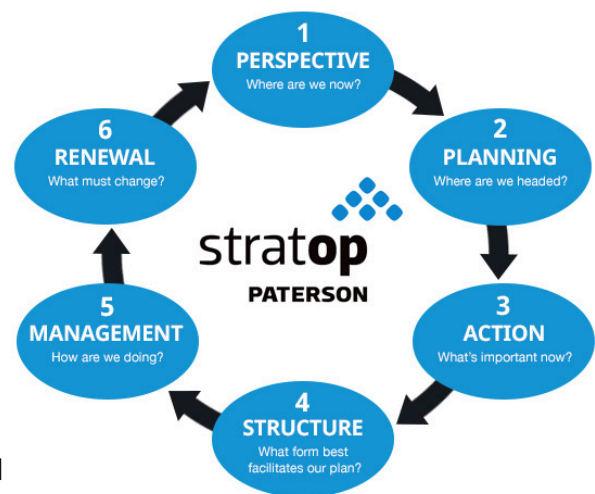 1
PERSPECTIVE
Where are we now?
2
PLANNING
Where are we headed?
3
ACTION
What's important now?
4
STRUCTURE
What form best
facilitates our plan?
5
MANAGEMENT
How are we doing?
6
RENEWAL
What must change?
stratop
PATERSON